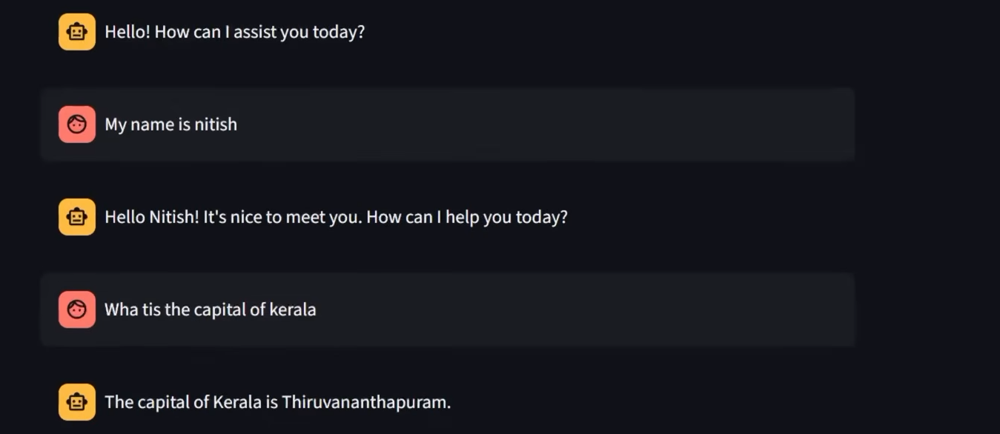 Hello! How can I assist you today?
My name is nitish
Hello Nitish! It's nice to meet you. How can I help you today?
Wha tis the capital of kerala
The capital of Kerala is Thiruvananthapuram.